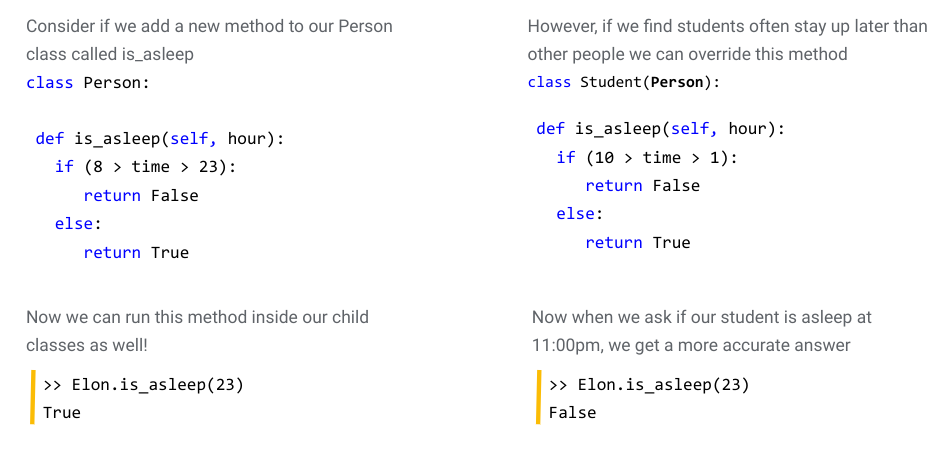 Consider if we add a new method to our Person
class called is_asleep
class Person:
def is_asleep(self, hour):
if (8 > time > 23):
return False
else:
return True
Now we can run this method inside our child
classes as well!
>> Elon.is_asleep(23)
True
However, if we find students often stay up later than
other people we can override this method
class Student(Person):
def is_asleep(self, hour):
if (10 > time > 1):
return False
else:
return True
Now when we ask if our student is asleep at
11:00pm, we get a more accurate answer
>> Elon.is_asleep(23)
False